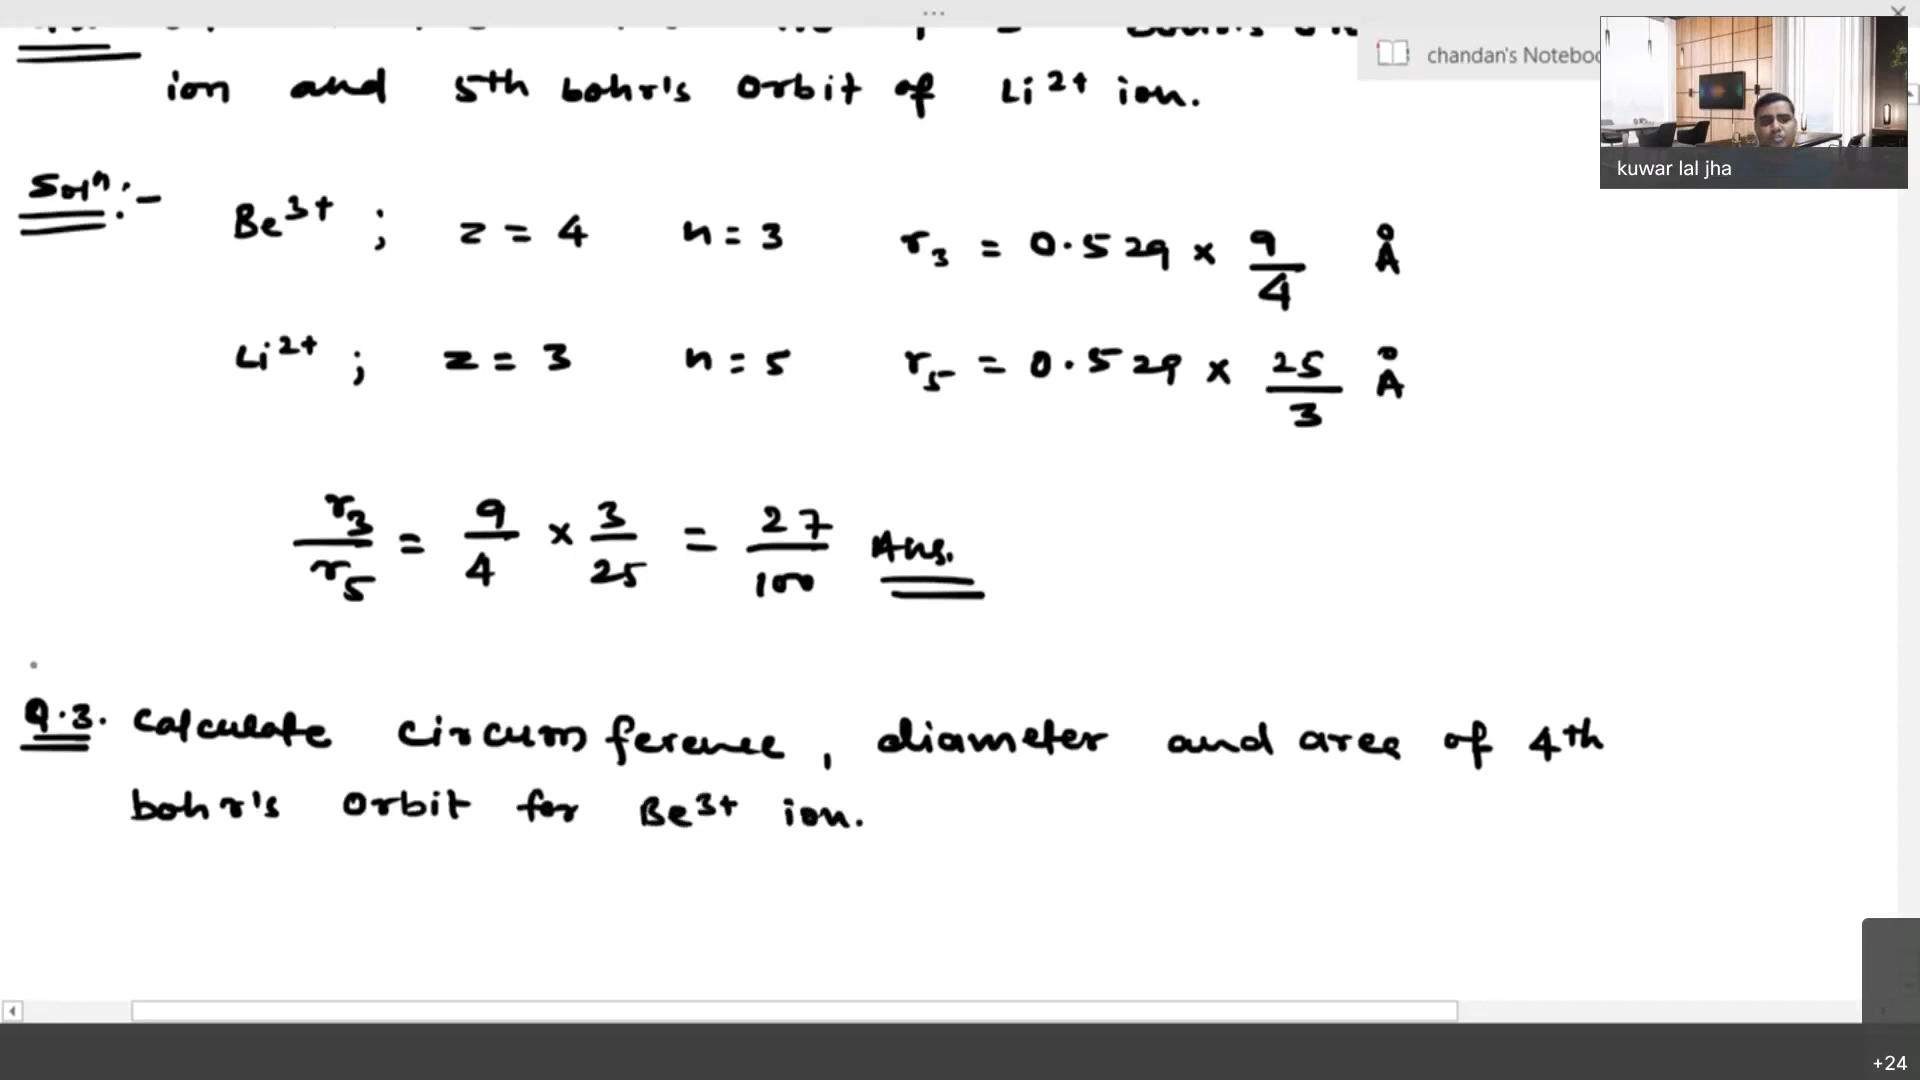 chandan's Noteboo
ion and 5th bohr's orbit of Li²⁺ ion.
kuwar lal jha
Solⁿ:-
Be³⁺ ; z = 4 n = 3 r₃ = 0.529 × 9/4 Å
Li²⁺ ; z = 3 n = 5 r₅ = 0.529 × 25/3 Å
r₃/r₅ = 9/4 × 3/25 = 27/100 Ans.
Q.3. Calculate circumference, diameter and area of 4th
bohr's orbit for Be³⁺ ion.
+24